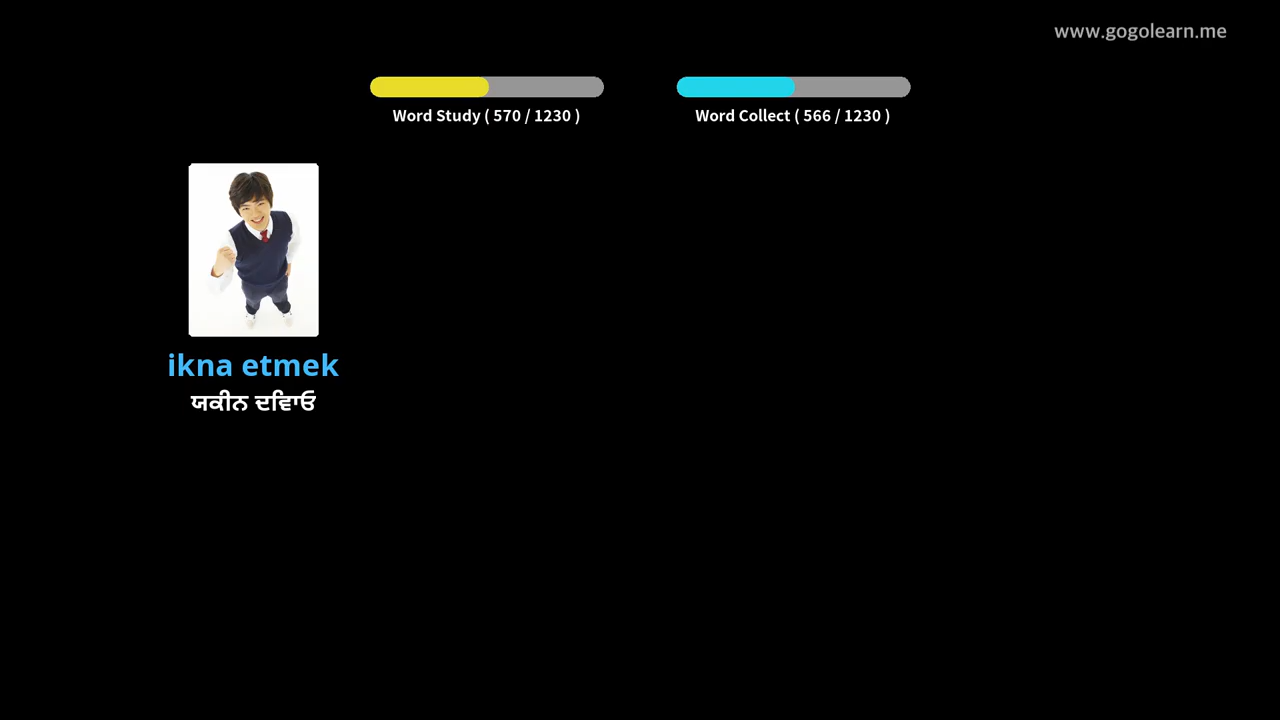 www.gogolearn.me
Word Study ( 570 / 1230 )
Word Collect ( 566 / 1230 )
ikna etmek
ਯਕੀਨ ਦਵਿਾਓ